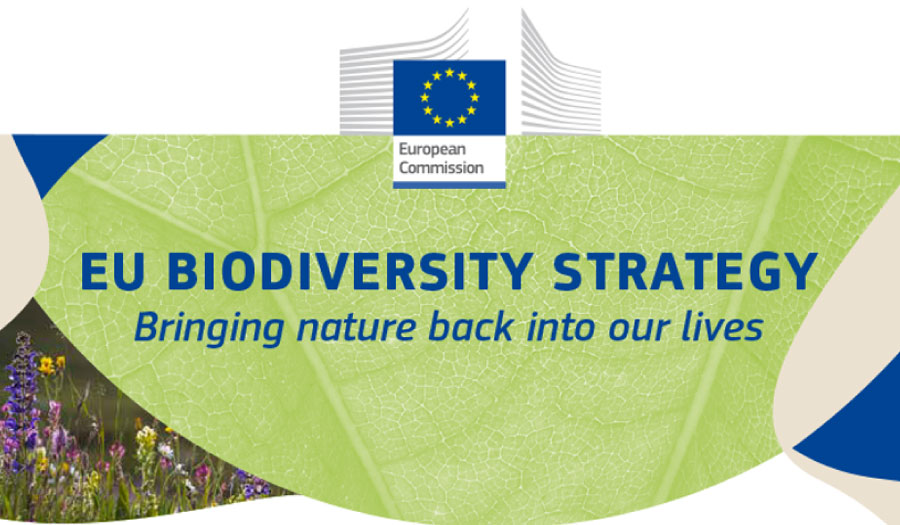 European
Commission
EU BIODIVERSITY STRATEGY
Bringing nature back into our lives